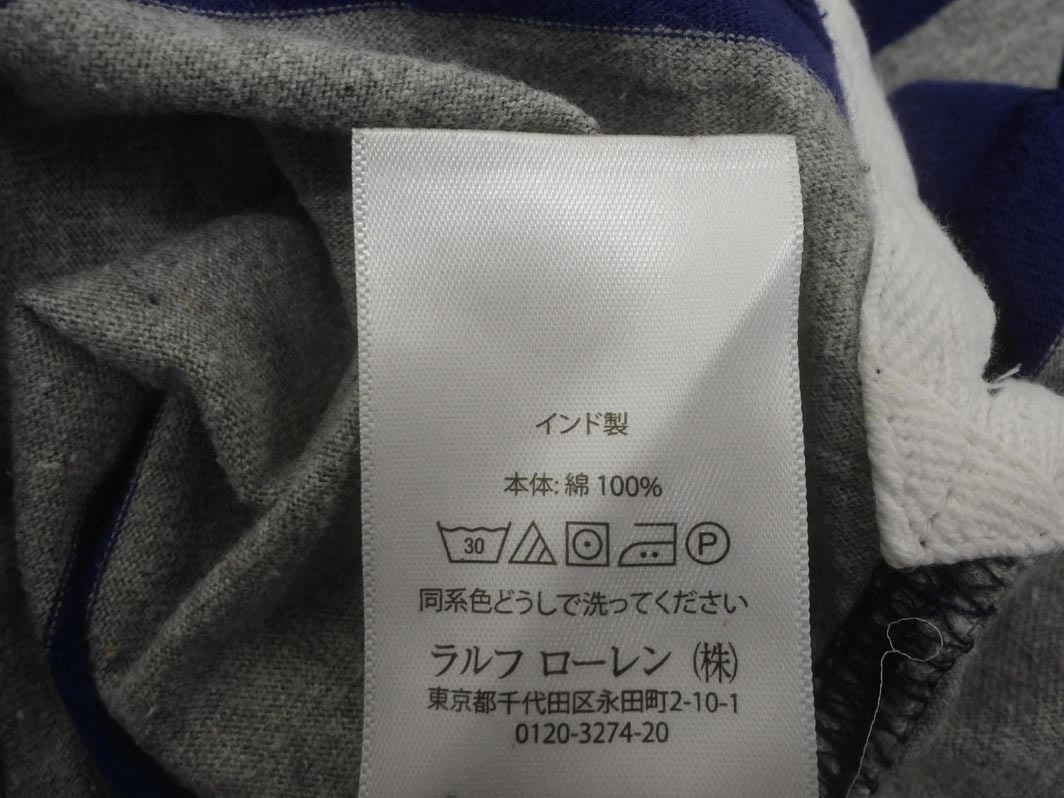 インド製
本体: 綿 100%
30 P
同系色どうしで洗ってください
ラルフ ローレン (株)
東京都千代田区永田町2-10-1
0120-3274-20